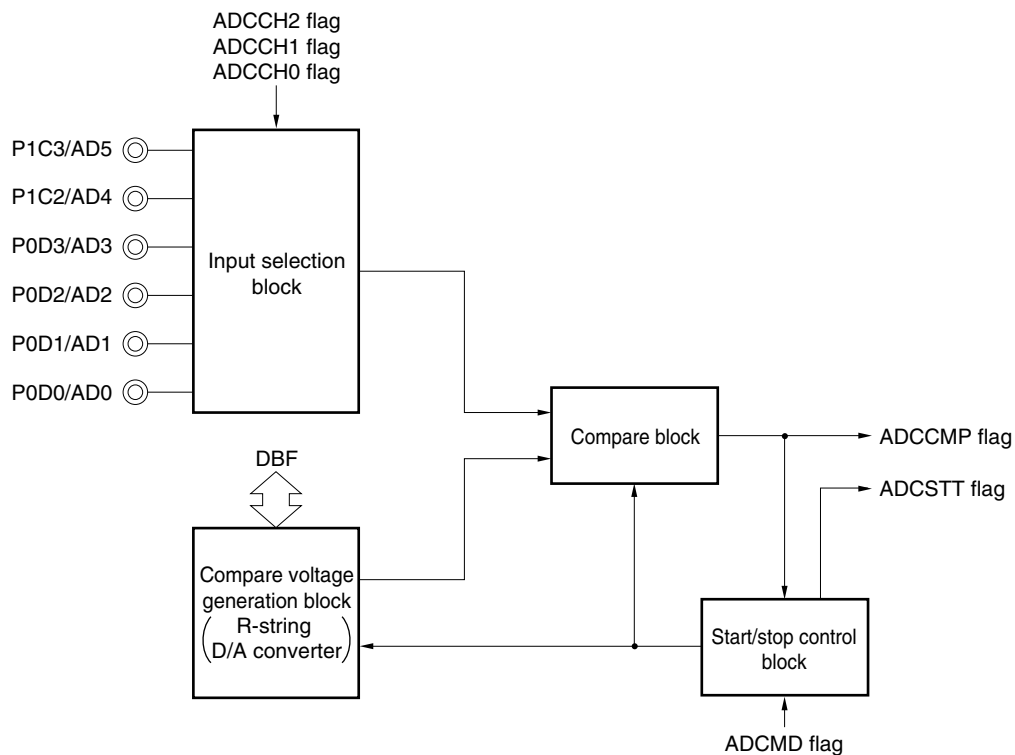 ADCCH2 flag
ADCCH1 flag
ADCCH0 flag
P1C3/AD5
P1C2/AD4
P0D3/AD3
P0D2/AD2
P0D1/AD1
P0D0/AD0
Input selection
block
Compare block
ADCCMP flag
ADCSTT flag
DBF
Compare voltage
generation block
R-string
D/A converter
Start/stop control
block
ADCMD flag